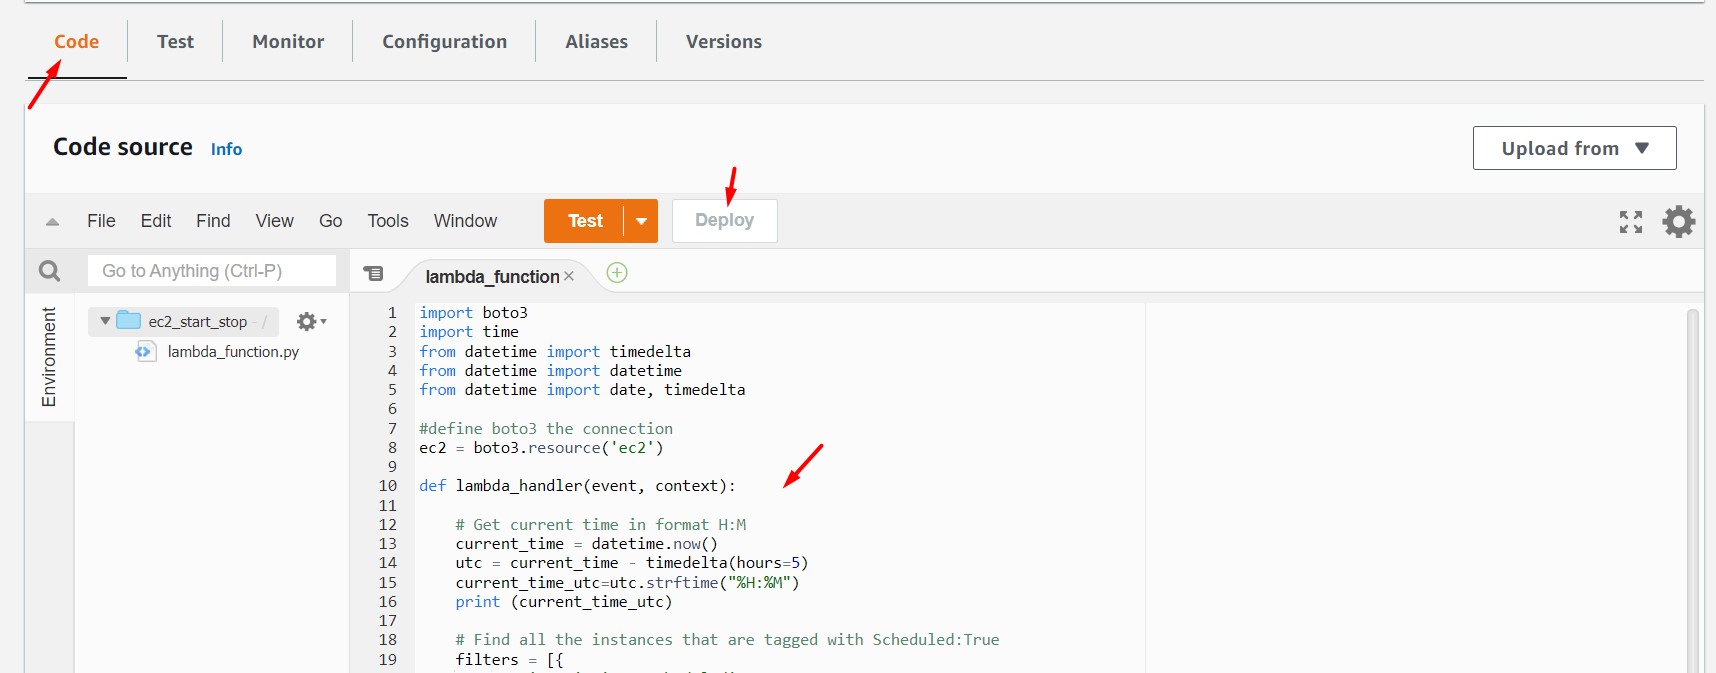 Code Test Monitor Configuration Aliases Versions
Code source Info
Upload from
File Edit Find View Go Tools Window Test Deploy
Go to Anything (Ctrl-P)
lambda_function ×
Environment
ec2_start_stop - /
lambda_function.py
1 import boto3
2 import time
3 from datetime import timedelta
4 from datetime import datetime
5 from datetime import date, timedelta
6
7 #define boto3 the connection
8 ec2 = boto3.resource('ec2')
9
10 def lambda_handler(event, context):
11
12 # Get current time in format H:M
13 current_time = datetime.now()
14 utc = current_time - timedelta(hours=5)
15 current_time_utc=utc.strftime("%H:%M")
16 print (current_time_utc)
17
18 # Find all the instances that are tagged with Scheduled:True
19 filters = [{